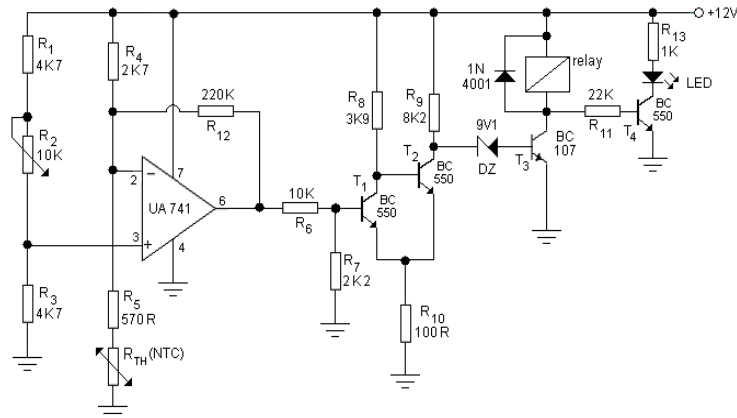 +12V
R1
4K7
R4
2K7
R13
1K
1N
4001
relay
LED
220K
R12
R8
3K9
R9
8K2
R2
10K
22K
R11
BC
550
T4
9V1
DZ
BC
107
T3
T2
BC
550
7
2
−
UA 741
6
10K
R6
T1
BC
550
3
+
4
R7
2K2
R3
4K7
R5
570R
R10
100R
RTH(NTC)